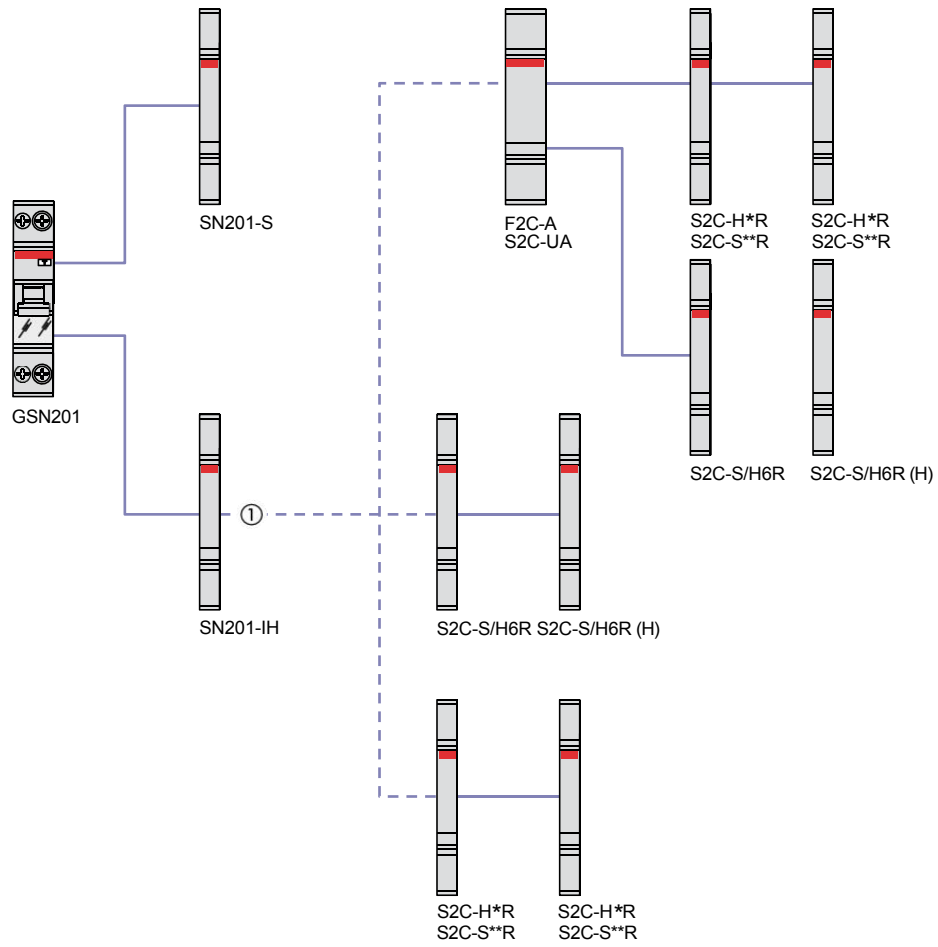 SN201-S
F2C-A
S2C-UA
S2C-H*R
S2C-S**R
S2C-H*R
S2C-S**R
GSN201
S2C-S/H6R
S2C-S/H6R (H)
①
SN201-IH
S2C-S/H6R
S2C-S/H6R (H)
S2C-H*R
S2C-S**R
S2C-H*R
S2C-S**R